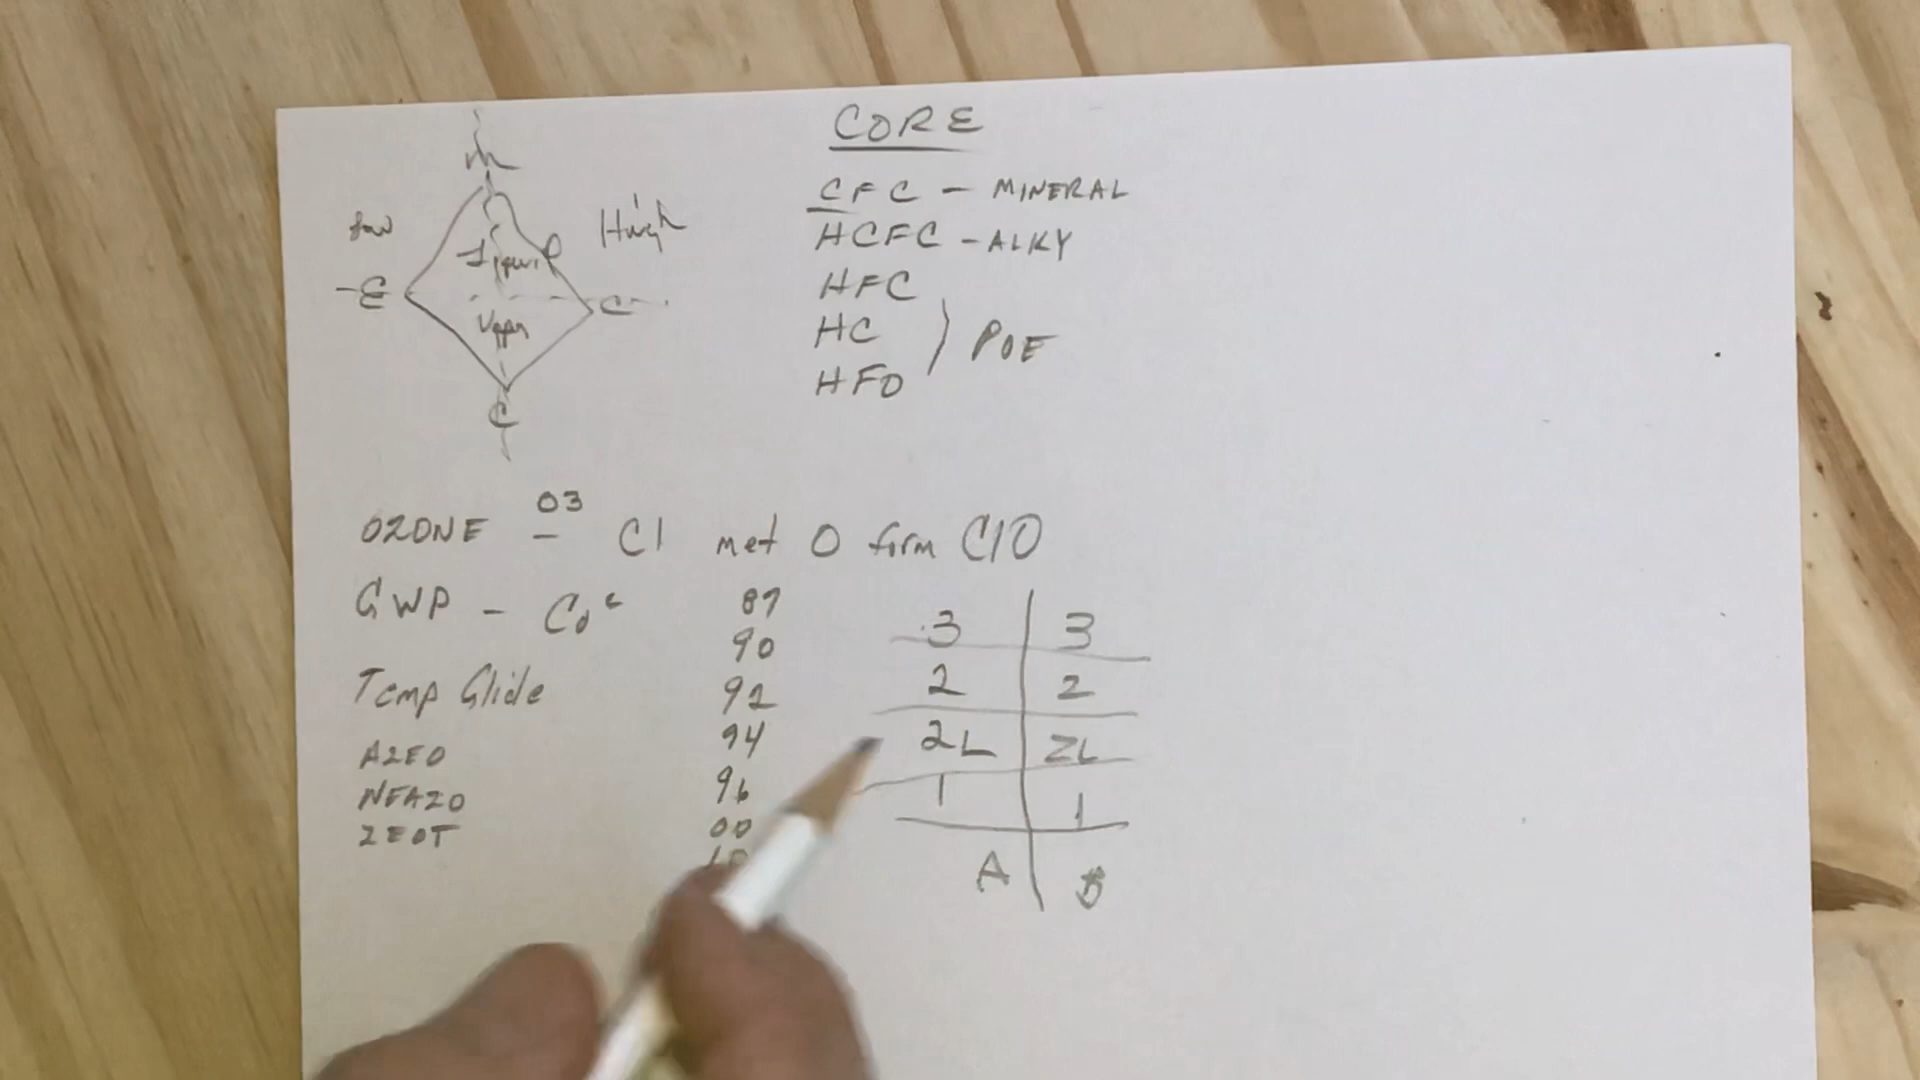 CORE
CFC - MINERAL
HCFC - ALKY
HFC
HC
HFO
POE
m
Low
High
Liquid
E
C
C
OZONE - O3 Cl met O form ClO
GWP - CO
Temp Glide
AZEO
NEAZO
ZEOT
87
90
92
94
96
00
10
3 3
2 2
2L 2L
1 1
A B